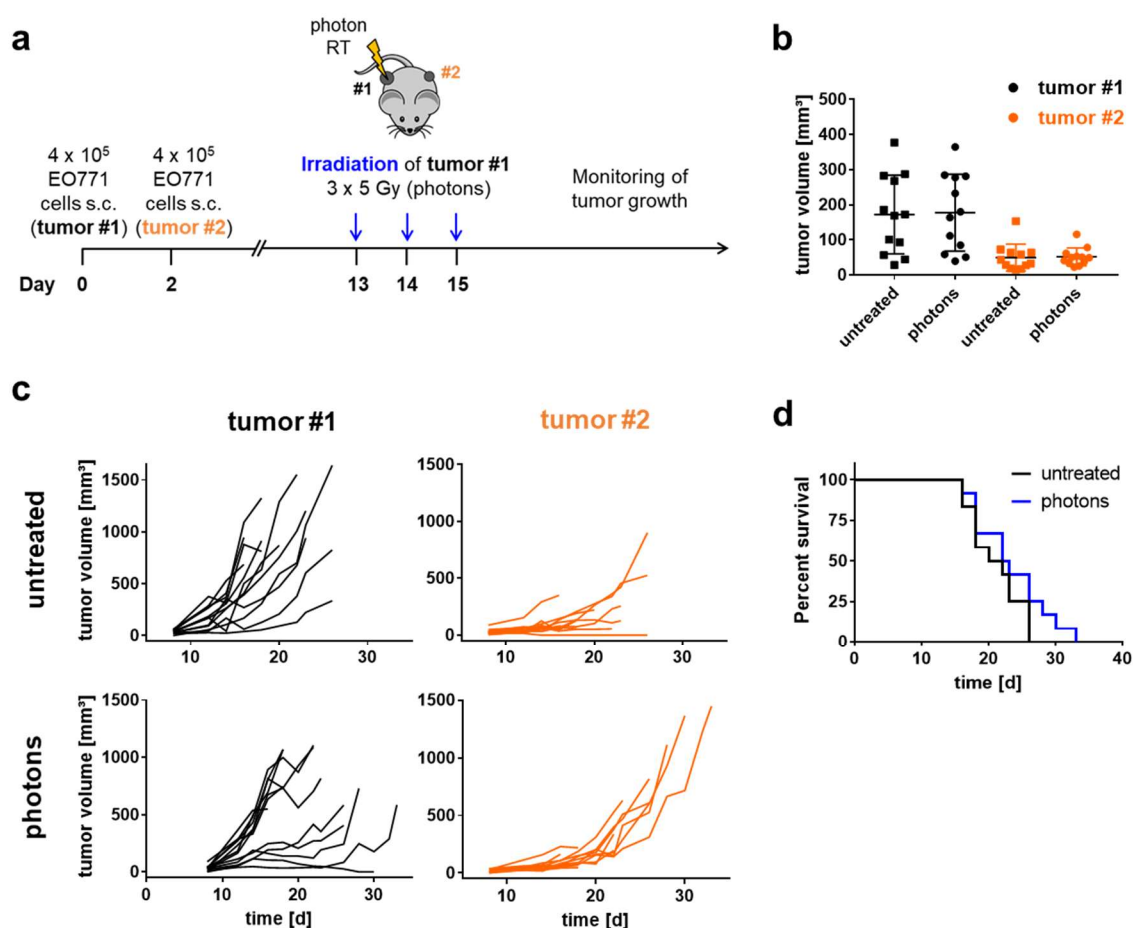 a
photon
RT
#1
#2
4 x 10⁵
EO771
cells s.c.
(tumor #1)
4 x 10⁵
EO771
cells s.c.
(tumor #2)
Irradiation of tumor #1
3 x 5 Gy (photons)
Monitoring of
tumor growth
Day 0 2 13 14 15
b
tumor #1
tumor #2
tumor volume [mm³]
500
400
300
200
100
0
untreated
photons
untreated
photons
c
tumor #1
tumor #2
untreated
tumor volume [mm³]
1500
1000
500
0
10 20 30
1500
1000
500
0
10 20 30
photons
tumor volume [mm³]
1500
1000
500
0
0 10 20 30
time [d]
1500
1000
500
0
10 20 30
time [d]
d
untreated
photons
Percent survival
100
75
50
25
0
0 10 20 30 40
time [d]